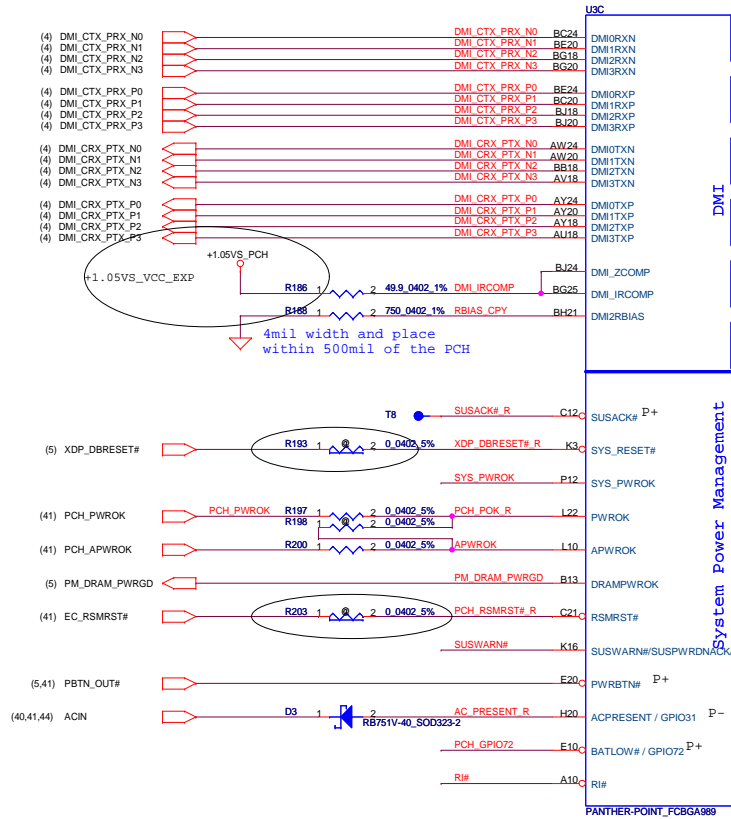 U3C
(4) DMI_CTX_PRX_N0 DMI_CTX_PRX_N0 BC24 DMI0RXN
(4) DMI_CTX_PRX_N1 DMI_CTX_PRX_N1 BE20 DMI1RXN
(4) DMI_CTX_PRX_N2 DMI_CTX_PRX_N2 BG18 DMI2RXN
(4) DMI_CTX_PRX_N3 DMI_CTX_PRX_N3 BG20 DMI3RXN
(4) DMI_CTX_PRX_P0 DMI_CTX_PRX_P0 BE24 DMI0RXP
(4) DMI_CTX_PRX_P1 DMI_CTX_PRX_P1 BC20 DMI1RXP
(4) DMI_CTX_PRX_P2 DMI_CTX_PRX_P2 BJ18 DMI2RXP
(4) DMI_CTX_PRX_P3 DMI_CTX_PRX_P3 BJ20 DMI3RXP
(4) DMI_CRX_PTX_N0 DMI_CRX_PTX_N0 AW24 DMI0TXN
(4) DMI_CRX_PTX_N1 DMI_CRX_PTX_N1 AW20 DMI1TXN
(4) DMI_CRX_PTX_N2 DMI_CRX_PTX_N2 BB18 DMI2TXN
(4) DMI_CRX_PTX_N3 DMI_CRX_PTX_N3 AV18 DMI3TXN
(4) DMI_CRX_PTX_P0 DMI_CRX_PTX_P0 AY24 DMI0TXP
(4) DMI_CRX_PTX_P1 DMI_CRX_PTX_P1 AY20 DMI1TXP
(4) DMI_CRX_PTX_P2 DMI_CRX_PTX_P2 AY18 DMI2TXP
(4) DMI_CRX_PTX_P3 DMI_CRX_PTX_P3 AU18 DMI3TXP
DMI
+1.05VS_PCH
+1.05VS_VCC_EXP
BJ24 DMI_ZCOMP
R186 1 2 49.9_0402_1% DMI_IRCOMP BG25 DMI_IRCOMP
R188 1 2 750_0402_1% RBIAS_CPY BH21 DMI2RBIAS
4mil width and place
within 500mil of the PCH
T8 SUSACK#_R C12 SUSACK# P+
(5) XDP_DBRESET# R193 1 @ 2 0_0402_5% XDP_DBRESET#_R K3 SYS_RESET#
SYS_PWROK P12 SYS_PWROK
(41) PCH_PWROK PCH_PWROK R197 1 2 0_0402_5% PCH_POK_R L22 PWROK
R198 1 @ 2 0_0402_5%
(41) PCH_APWROK R200 1 2 0_0402_5% APWROK L10 APWROK
(5) PM_DRAM_PWRGD PM_DRAM_PWRGD B13 DRAMPWROK
(41) EC_RSMRST# R203 1 @ 2 0_0402_5% PCH_RSMRST#_R C21 RSMRST#
SUSWARN# K16 SUSWARN#/SUSPWRDNACK/
System Power Management
(5,41) PBTN_OUT# E20 PWRBTN# P+
(40,41,44) ACIN D3 1 2 AC_PRESENT_R H20 ACPRESENT / GPIO31 P-
RB751V-40_SOD323-2
PCH_GPIO72 E10 BATLOW# / GPIO72 P+
RI# A10 RI#
PANTHER-POINT_FCBGA989